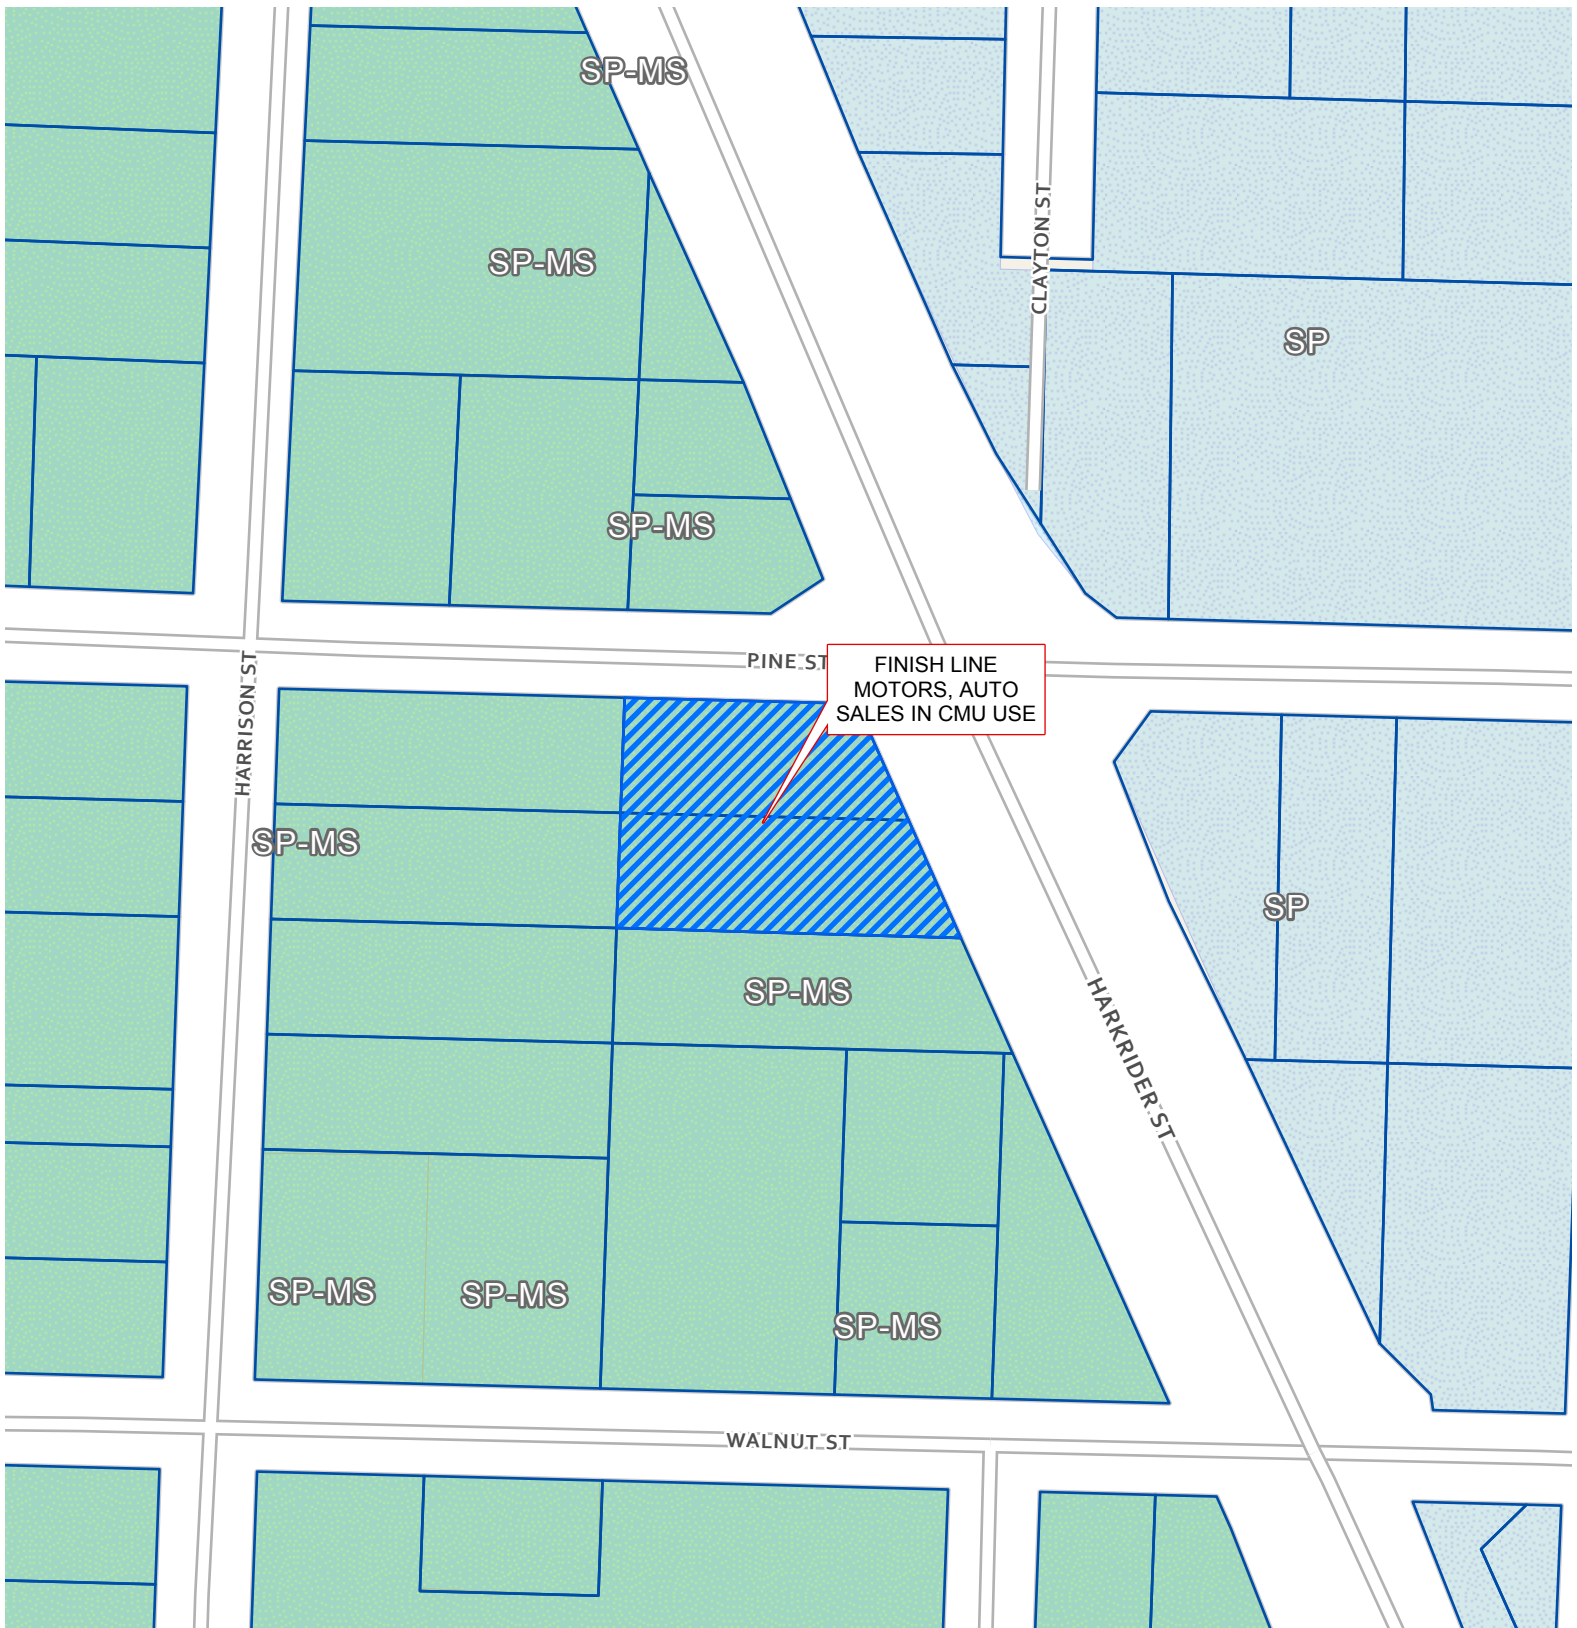 SP-MS
CLAYTON ST
SP-MS
SP
SP-MS
PINE ST
FINISH LINE
MOTORS, AUTO
SALES IN CMU USE
HARRISON ST
SP-MS
SP
SP-MS
HARKRIDER ST
SP-MS
SP-MS
SP-MS
WALNUT ST